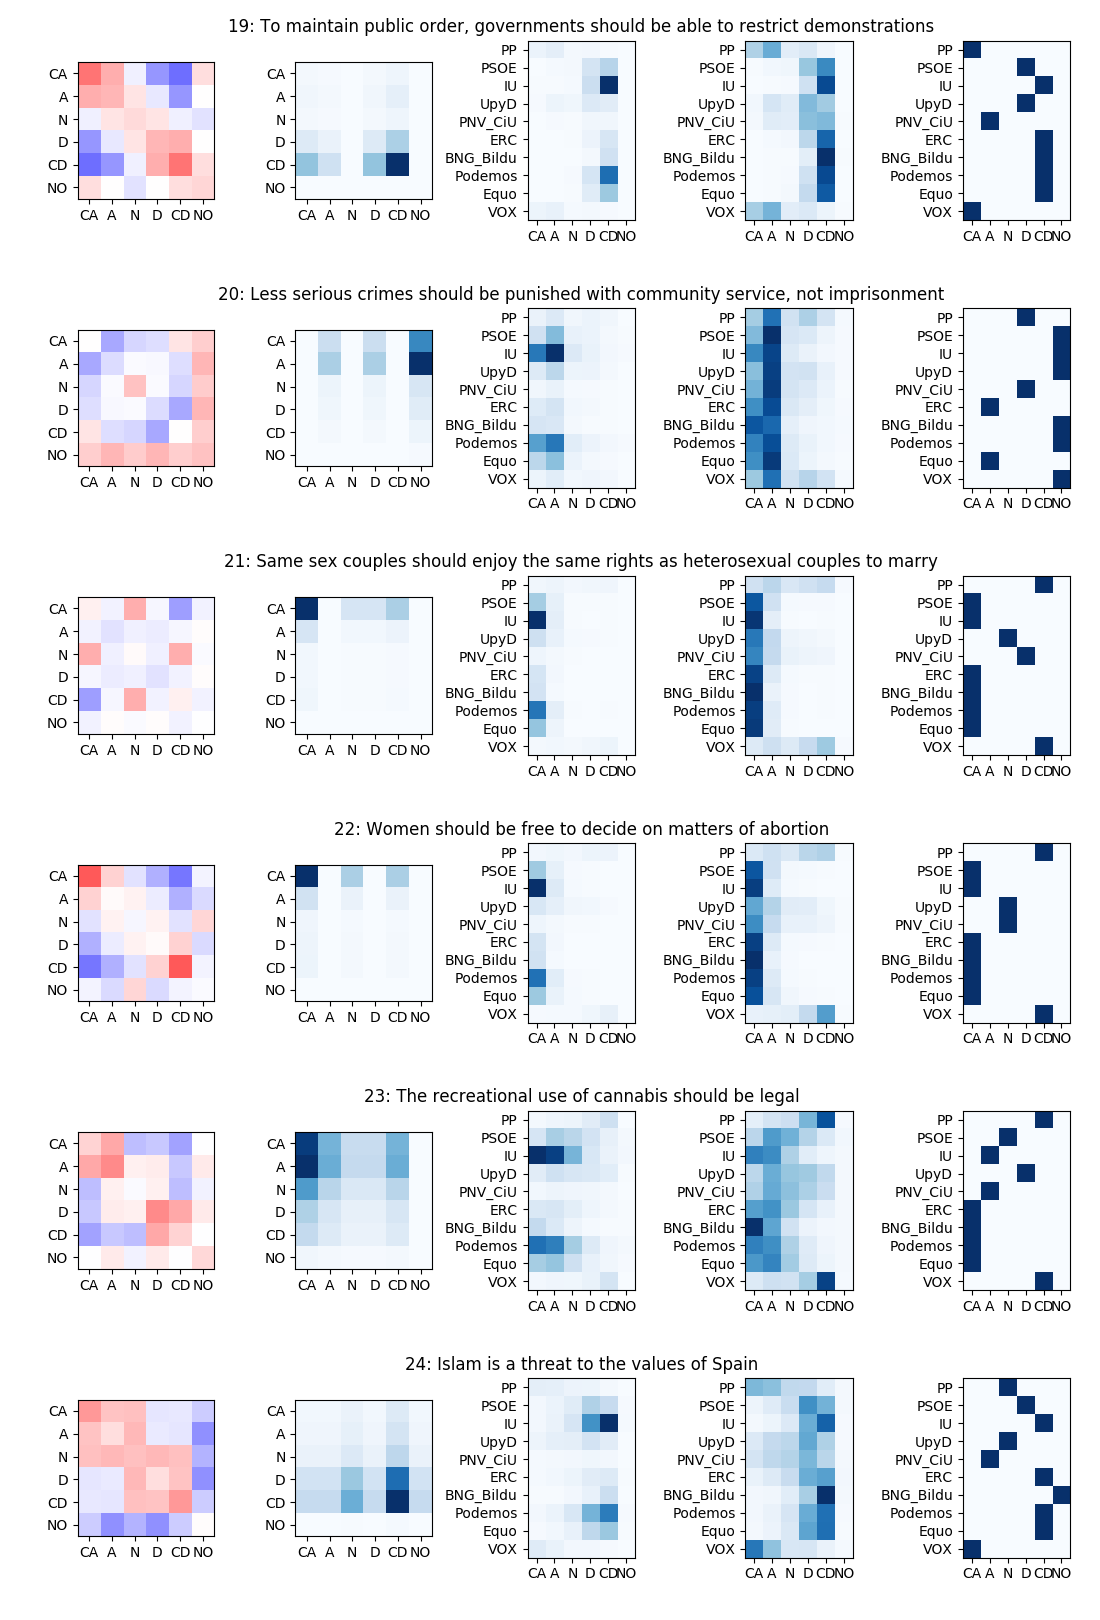 19: To maintain public order, governments should be able to restrict demonstrations
CA
A
N
D
CD
NO
CA A N D CD NO
CA
A
N
D
CD
NO
CA A N D CD NO
PP
PSOE
IU
UpyD
PNV_CiU
ERC
BNG_Bildu
Podemos
Equo
VOX
CA A N D CD NO
PP
PSOE
IU
UpyD
PNV_CiU
ERC
BNG_Bildu
Podemos
Equo
VOX
CA A N D CD NO
PP
PSOE
IU
UpyD
PNV_CiU
ERC
BNG_Bildu
Podemos
Equo
VOX
CA A N D CD NO
20: Less serious crimes should be punished with community service, not imprisonment
CA
A
N
D
CD
NO
CA A N D CD NO
CA
A
N
D
CD
NO
CA A N D CD NO
PP
PSOE
IU
UpyD
PNV_CiU
ERC
BNG_Bildu
Podemos
Equo
VOX
CA A N D CD NO
PP
PSOE
IU
UpyD
PNV_CiU
ERC
BNG_Bildu
Podemos
Equo
VOX
CA A N D CD NO
PP
PSOE
IU
UpyD
PNV_CiU
ERC
BNG_Bildu
Podemos
Equo
VOX
CA A N D CD NO
21: Same sex couples should enjoy the same rights as heterosexual couples to marry
CA
A
N
D
CD
NO
CA A N D CD NO
CA
A
N
D
CD
NO
CA A N D CD NO
PP
PSOE
IU
UpyD
PNV_CiU
ERC
BNG_Bildu
Podemos
Equo
VOX
CA A N D CD NO
PP
PSOE
IU
UpyD
PNV_CiU
ERC
BNG_Bildu
Podemos
Equo
VOX
CA A N D CD NO
PP
PSOE
IU
UpyD
PNV_CiU
ERC
BNG_Bildu
Podemos
Equo
VOX
CA A N D CD NO
22: Women should be free to decide on matters of abortion
CA
A
N
D
CD
NO
CA A N D CD NO
CA
A
N
D
CD
NO
CA A N D CD NO
PP
PSOE
IU
UpyD
PNV_CiU
ERC
BNG_Bildu
Podemos
Equo
VOX
CA A N D CD NO
PP
PSOE
IU
UpyD
PNV_CiU
ERC
BNG_Bildu
Podemos
Equo
VOX
CA A N D CD NO
PP
PSOE
IU
UpyD
PNV_CiU
ERC
BNG_Bildu
Podemos
Equo
VOX
CA A N D CD NO
23: The recreational use of cannabis should be legal
CA
A
N
D
CD
NO
CA A N D CD NO
CA
A
N
D
CD
NO
CA A N D CD NO
PP
PSOE
IU
UpyD
PNV_CiU
ERC
BNG_Bildu
Podemos
Equo
VOX
CA A N D CD NO
PP
PSOE
IU
UpyD
PNV_CiU
ERC
BNG_Bildu
Podemos
Equo
VOX
CA A N D CD NO
PP
PSOE
IU
UpyD
PNV_CiU
ERC
BNG_Bildu
Podemos
Equo
VOX
CA A N D CD NO
24: Islam is a threat to the values of Spain
CA
A
N
D
CD
NO
CA A N D CD NO
CA
A
N
D
CD
NO
CA A N D CD NO
PP
PSOE
IU
UpyD
PNV_CiU
ERC
BNG_Bildu
Podemos
Equo
VOX
CA A N D CD NO
PP
PSOE
IU
UpyD
PNV_CiU
ERC
BNG_Bildu
Podemos
Equo
VOX
CA A N D CD NO
PP
PSOE
IU
UpyD
PNV_CiU
ERC
BNG_Bildu
Podemos
Equo
VOX
CA A N D CD NO